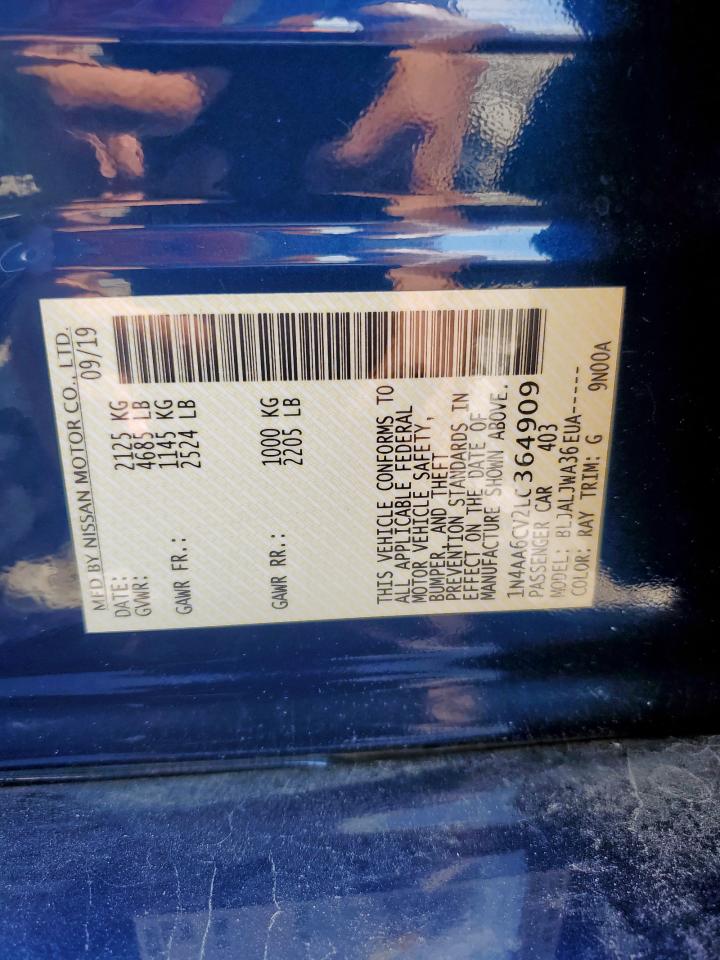 MFD BY NISSAN MOTOR CO., LTD.
DATE: 09/19
GVWR: 2125 KG
4685 LB
GAWR FR.: 1145 KG
2524 LB
GAWR RR.: 1000 KG
2205 LB
THIS VEHICLE CONFORMS TO
ALL APPLICABLE FEDERAL
MOTOR VEHICLE SAFETY,
BUMPER, AND THEFT
PREVENTION STANDARDS IN
EFFECT ON THE DATE OF
MANUFACTURE SHOWN ABOVE.
1N4AA6CV2LC364909
PASSENGER CAR 403
MODEL: BLJALJWA36EUA-----
COLOR: RAY TRIM: G 9N00A